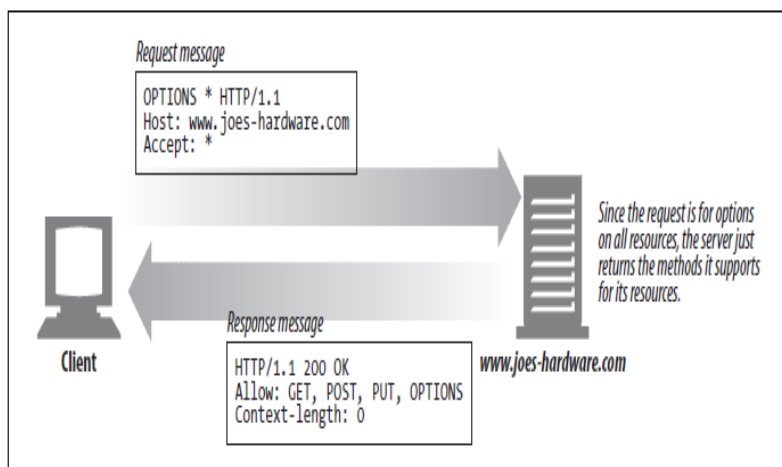 Request message
OPTIONS * HTTP/1.1
Host: www.joes-hardware.com
Accept: *
Since the request is for options
on all resources, the server just
returns the methods it supports
for its resources.
Client
www.joes-hardware.com
Response message
HTTP/1.1 200 OK
Allow: GET, POST, PUT, OPTIONS
Context-length: 0